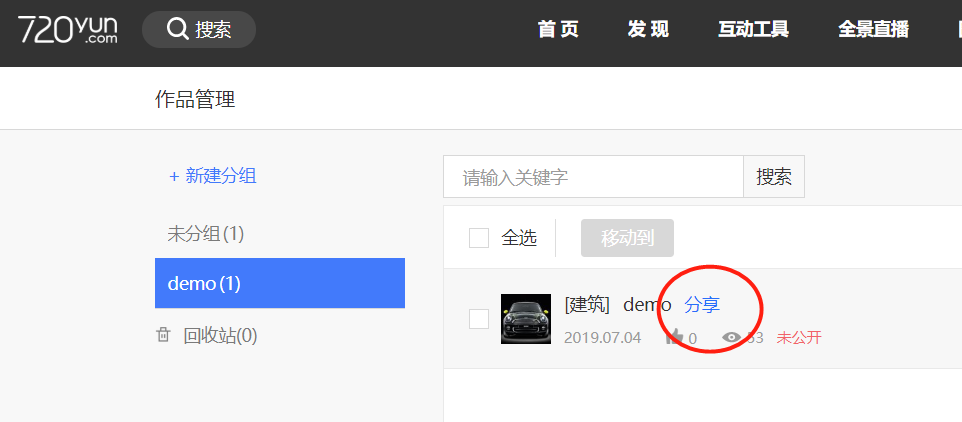 720yun.com 搜索 首页 发现 互动工具 全景直播
作品管理
+ 新建分组
请输入关键字 搜索
未分组(1)
全选 移动到
demo(1)
[建筑] demo 分享
回收站(0)
2019.07.04 0 53 未公开